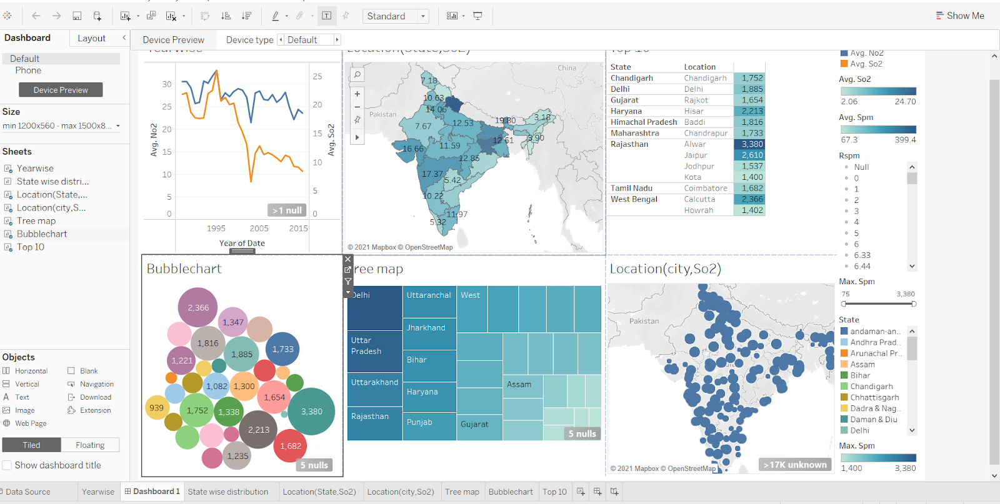 Standard
Show Me
Dashboard
Layout
Device Preview
Device type
Default
Default
Phone
Device Preview
Size
min 1200x560 - max 1500x8...
Sheets
Yearwise
State wise distri...
Location(State,...
Location(city,S...
Tree map
Bubblechart
Top 10
Objects
Horizontal
Blank
Vertical
Navigation
A Text
Download
Image
Extension
Web Page
Tiled
Floating
Show dashboard title
Yearwise
Avg. No2
30
25
20
15
10
5
0
25
20
15
10
5
0
Avg. So2
>1 null
1995
2005
2015
Year of Date
Location(State,So2)
China
Pakistan
7.18
10.63
14.06
7.67
12.53
19.80
3.18
16.66
11.59
12.61
3.90
12.85
17.37
5.42
10.22
11.97
5.32
© 2021 Mapbox © OpenStreetMap
Top 10
State Location
Chandigarh Chandigarh 1,752
Delhi Delhi 1,885
Gujarat Rajkot 1,654
Haryana Hisar 2,213
Himachal Pradesh Baddi 1,816
Maharashtra Chandrapur 1,733
Rajasthan Alwar 3,380
Jaipur 2,610
Jodhpur 1,537
Kota 1,400
Tamil Nadu Coimbatore 1,682
West Bengal Calcutta 2,366
Howrah 1,402
Avg. No2
Avg. So2
Avg. So2
2.06 24.70
Avg. Spm
67.3 399.4
Rspm
Null
0
1
2
3
4
5
6
6.33
6.44
Max. Spm
75 3,380
State
andaman-an..
Andhra Prad..
Arunachal Pr..
Assam
Bihar
Chandigarh
Chhattisgarh
Dadra & Nag..
Daman & Diu
Delhi
Max. Spm
1,400 3,380
Bubblechart
2,366
1,347
1,816
1,733
1,885
1,221
1,082
1,300
1,654
939
1,752
1,338
3,380
2,213
1,682
1,235
5 nulls
ree map
Delhi
Uttar
Pradesh
Uttarakhand
Rajasthan
Uttaranchal
Jharkhand
Bihar
Haryana
Punjab
West
Gujarat
Assam
5 nulls
Location(city,So2)
Pakistan
© 2021 Mapbox © OpenStreetMap
>17K unknown
Data Source
Yearwise
Dashboard 1
State wise distribution
Location(State,So2)
Location(city,So2)
Tree map
Bubblechart
Top 10